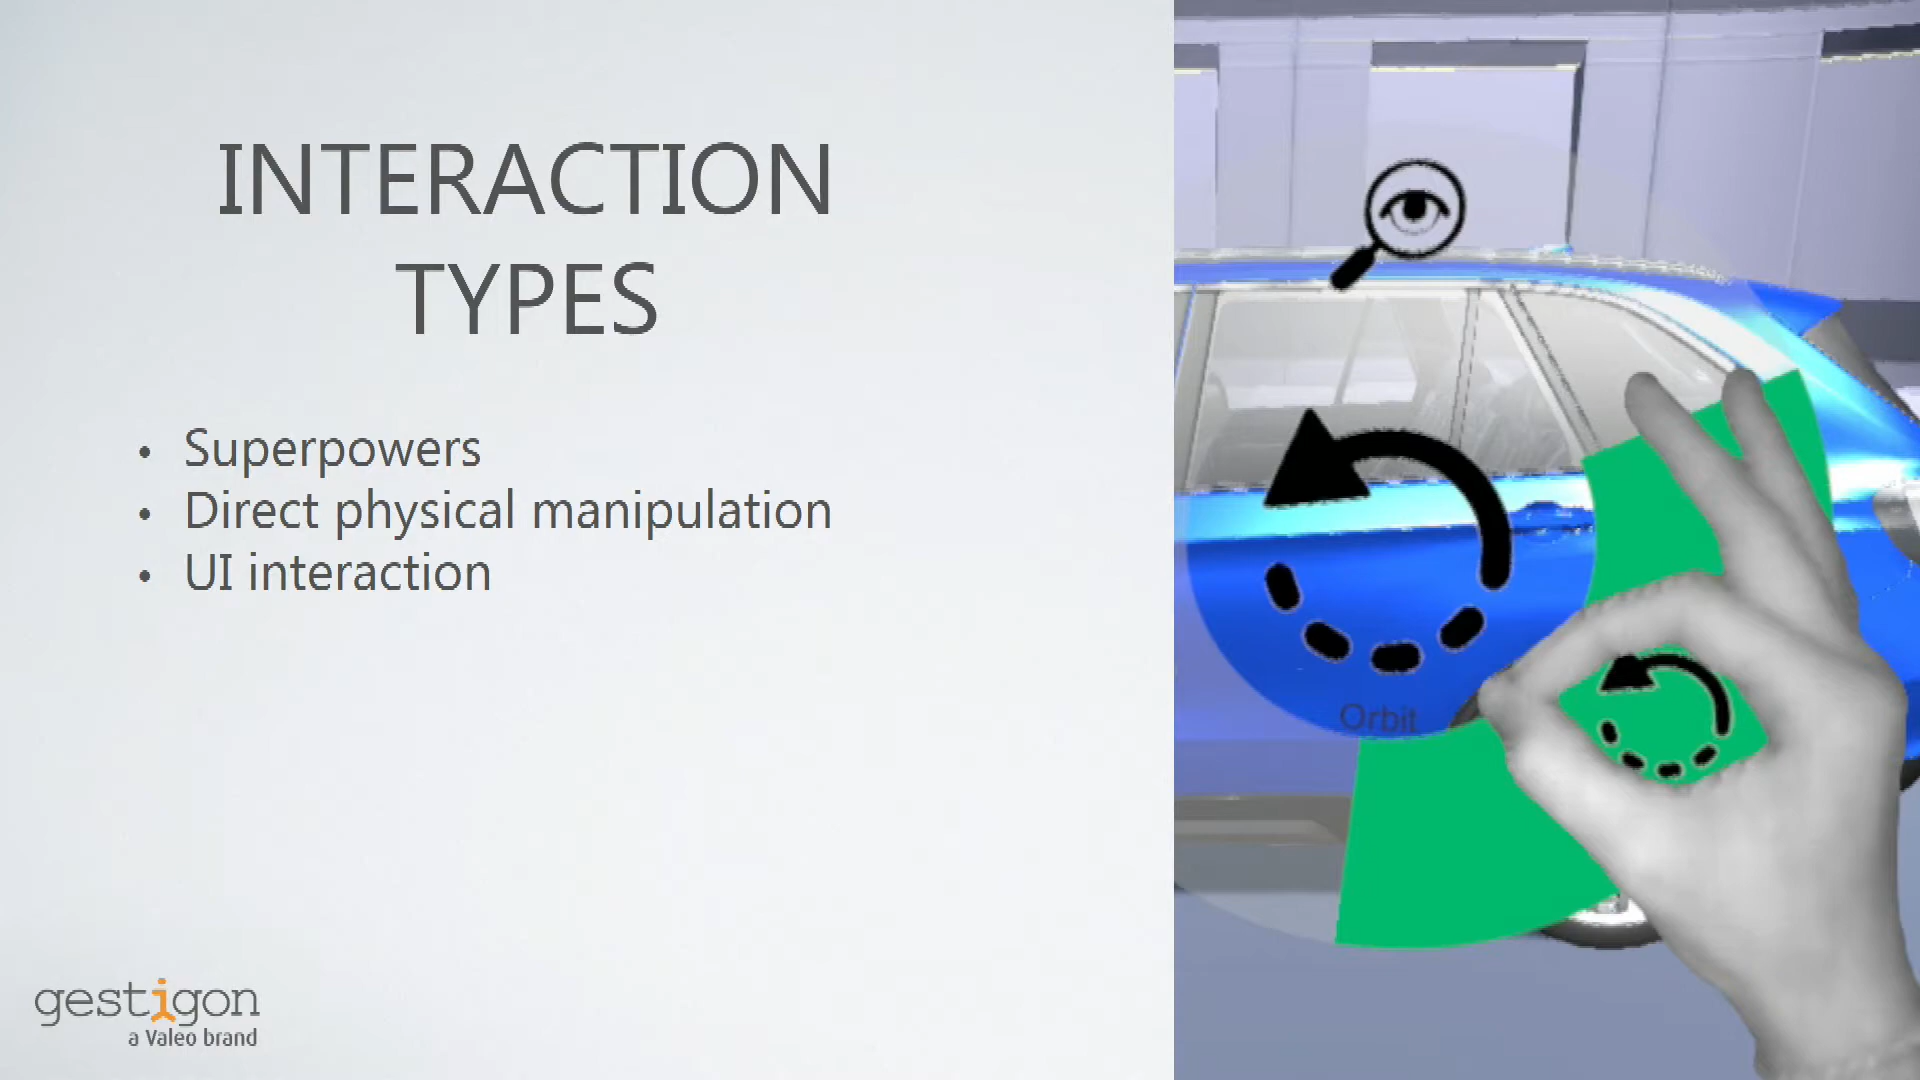 INTERACTION
TYPES
• Superpowers
• Direct physical manipulation
• UI interaction
Orbit
gestigon
a Valeo brand